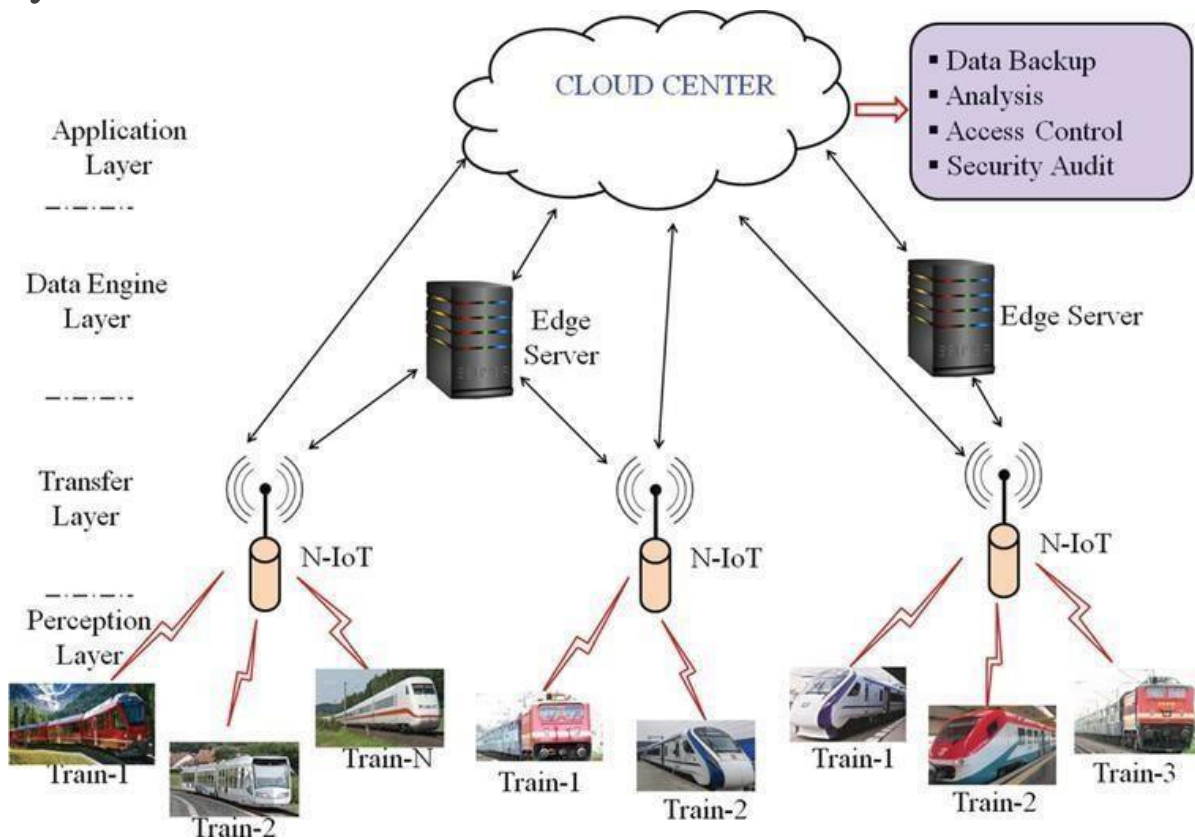 CLOUD CENTER
▪ Data Backup
▪ Analysis
▪ Access Control
▪ Security Audit
Application
Layer
Data Engine
Layer
Edge
Server
Edge Server
Transfer
Layer
N-IoT
N-IoT
N-IoT
Perception
Layer
Train-1
Train-2
Train-N
Train-1
Train-2
Train-1
Train-2
Train-3